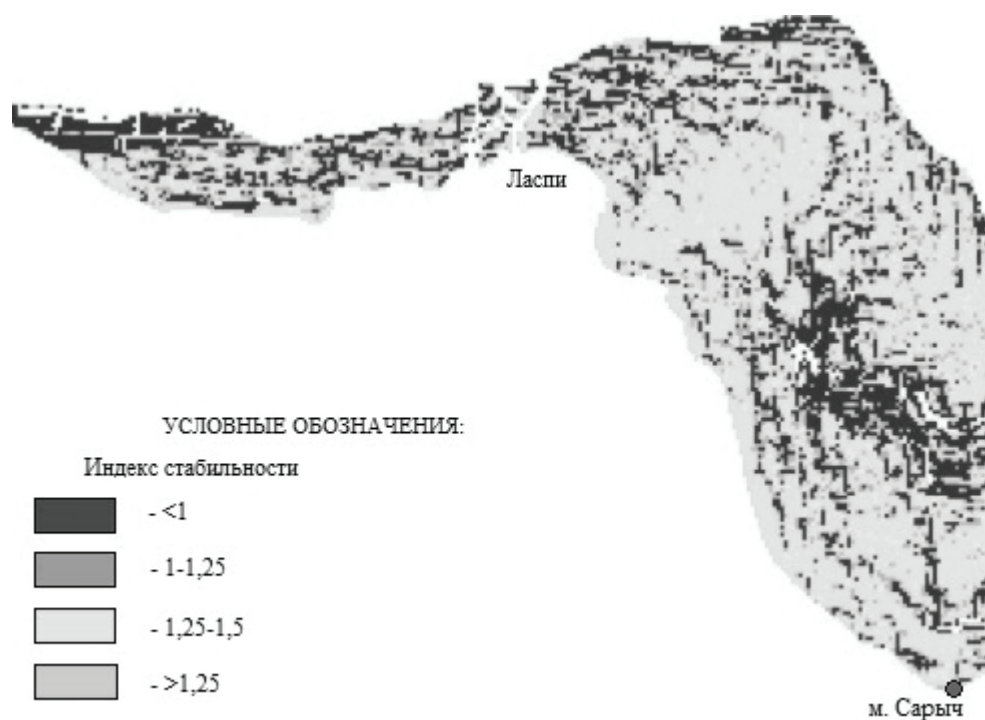 Ласпи
УСЛОВНЫЕ ОБОЗНАЧЕНИЯ:
Индекс стабильности
- <1
- 1-1,25
- 1,25-1,5
- >1,25
м. Сарыч